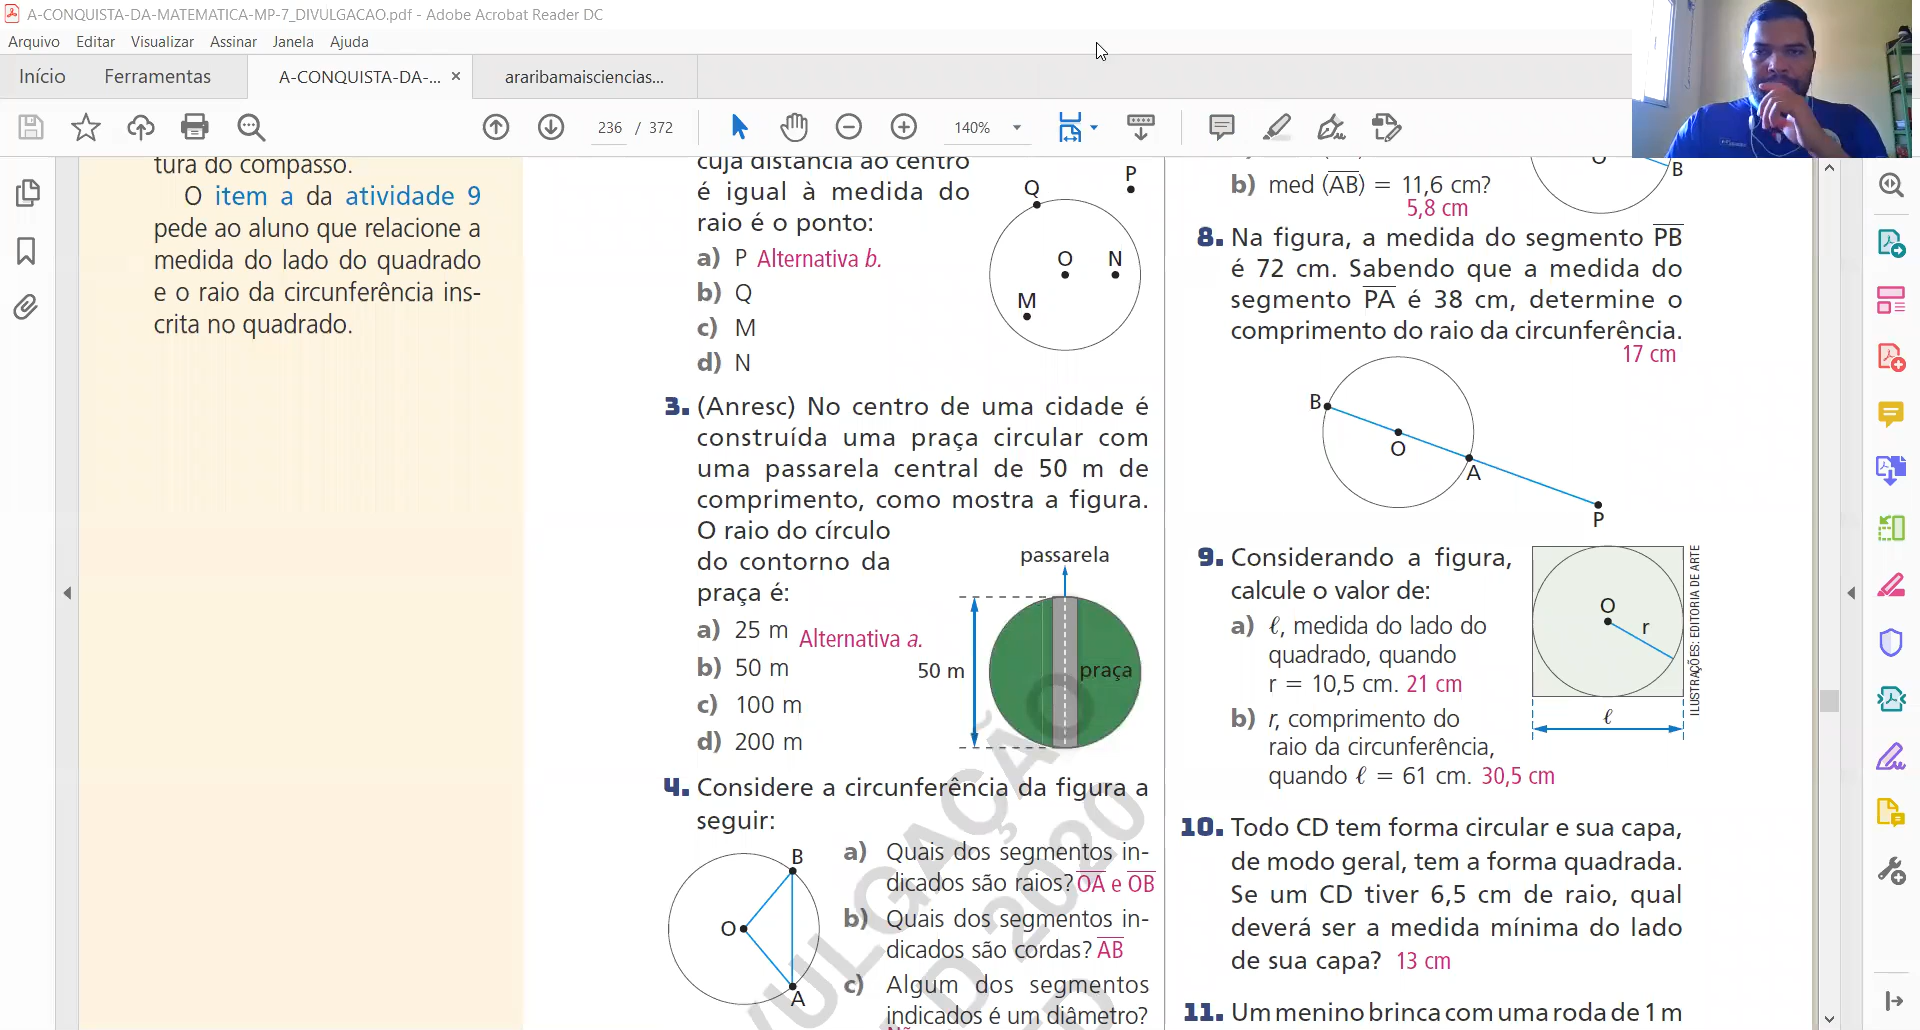 A-CONQUISTA-DA-MATEMATICA-MP-7_DIVULGACAO.pdf - Adobe Acrobat Reader DC
Arquivo Editar Visualizar Assinar Janela Ajuda
Início Ferramentas A-CONQUISTA-DA-... × araribamaisciencias...
236 / 372 140%
tura do compasso.
O item a da atividade 9
pede ao aluno que relacione a
medida do lado do quadrado
e o raio da circunferência ins-
crita no quadrado.
cuja distância ao centro
é igual à medida do
raio é o ponto:
a) P Alternativa b.
b) Q
c) M
d) N
P
Q
O N
M
3. (Anresc) No centro de uma cidade é
construída uma praça circular com
uma passarela central de 50 m de
comprimento, como mostra a figura.
O raio do círculo
do contorno da
praça é:
a) 25 m Alternativa a.
b) 50 m
c) 100 m
d) 200 m
passarela
50 m
praça
4. Considere a circunferência da figura a
seguir:
B
O
A
a) Quais dos segmentos in-
dicados são raios? OA e OB
b) Quais dos segmentos in-
dicados são cordas? AB
c) Algum dos segmentos
indicados é um diâmetro?
B
b) med (AB) = 11,6 cm?
5,8 cm
8. Na figura, a medida do segmento PB
é 72 cm. Sabendo que a medida do
segmento PA é 38 cm, determine o
comprimento do raio da circunferência.
17 cm
B
O
A
P
9. Considerando a figura,
calcule o valor de:
a) ℓ, medida do lado do
quadrado, quando
r = 10,5 cm. 21 cm
b) r, comprimento do
raio da circunferência,
quando ℓ = 61 cm. 30,5 cm
O
r
ℓ
ILUSTRAÇÕES: EDITORIA DE ARTE
10. Todo CD tem forma circular e sua capa,
de modo geral, tem a forma quadrada.
Se um CD tiver 6,5 cm de raio, qual
deverá ser a medida mínima do lado
de sua capa? 13 cm
11. Um menino brinca com uma roda de 1 m